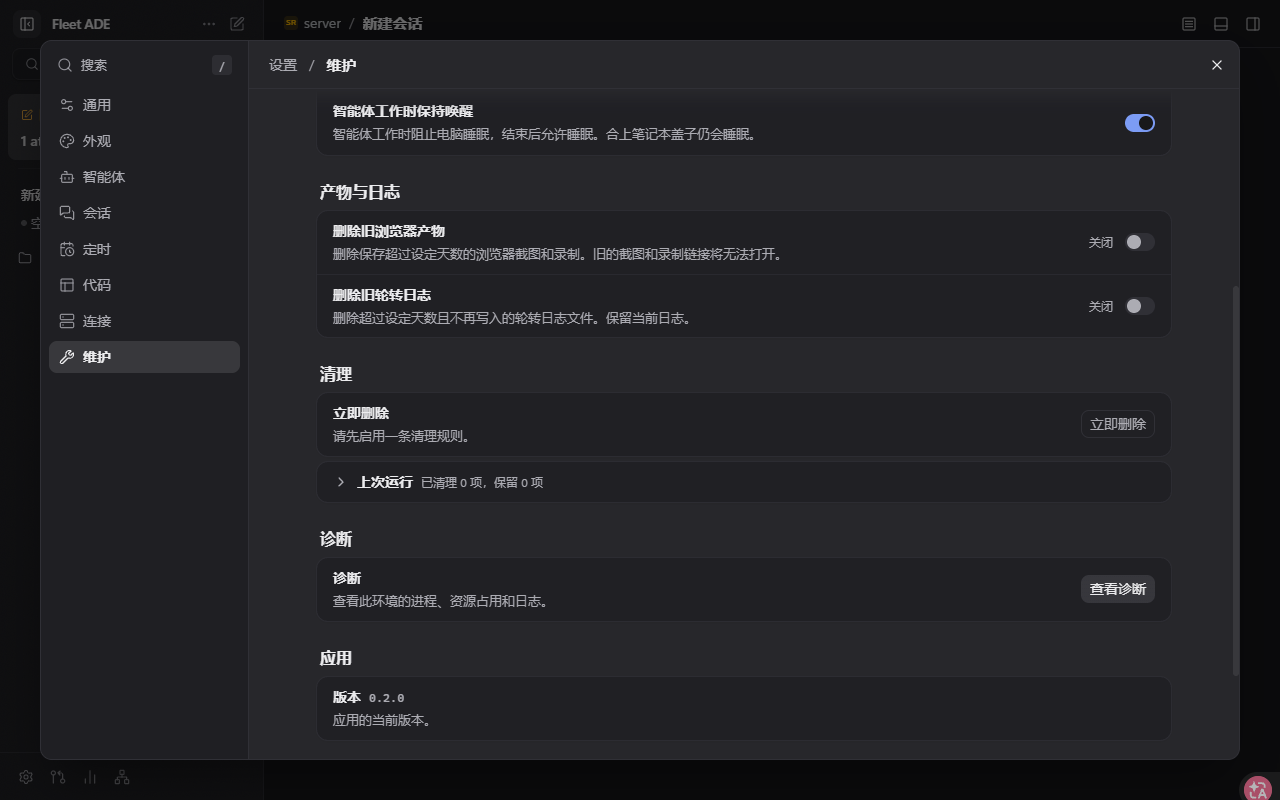 Fleet ADE
SR server / 新建会话
搜索 /
设置 / 维护
通用
外观
智能体
会话
定时
代码
连接
维护
智能体工作时保持唤醒
智能体工作时阻止电脑睡眠，结束后允许睡眠。合上笔记本盖子仍会睡眠。
产物与日志
删除旧浏览器产物
删除保存超过设定天数的浏览器截图和录制。旧的截图和录制链接将无法打开。
关闭
删除旧轮转日志
删除超过设定天数且不再写入的轮转日志文件。保留当前日志。
关闭
清理
立即删除
请先启用一条清理规则。
立即删除
上次运行 已清理 0 项，保留 0 项
诊断
诊断
查看此环境的进程、资源占用和日志。
查看诊断
应用
版本 0.2.0
应用的当前版本。